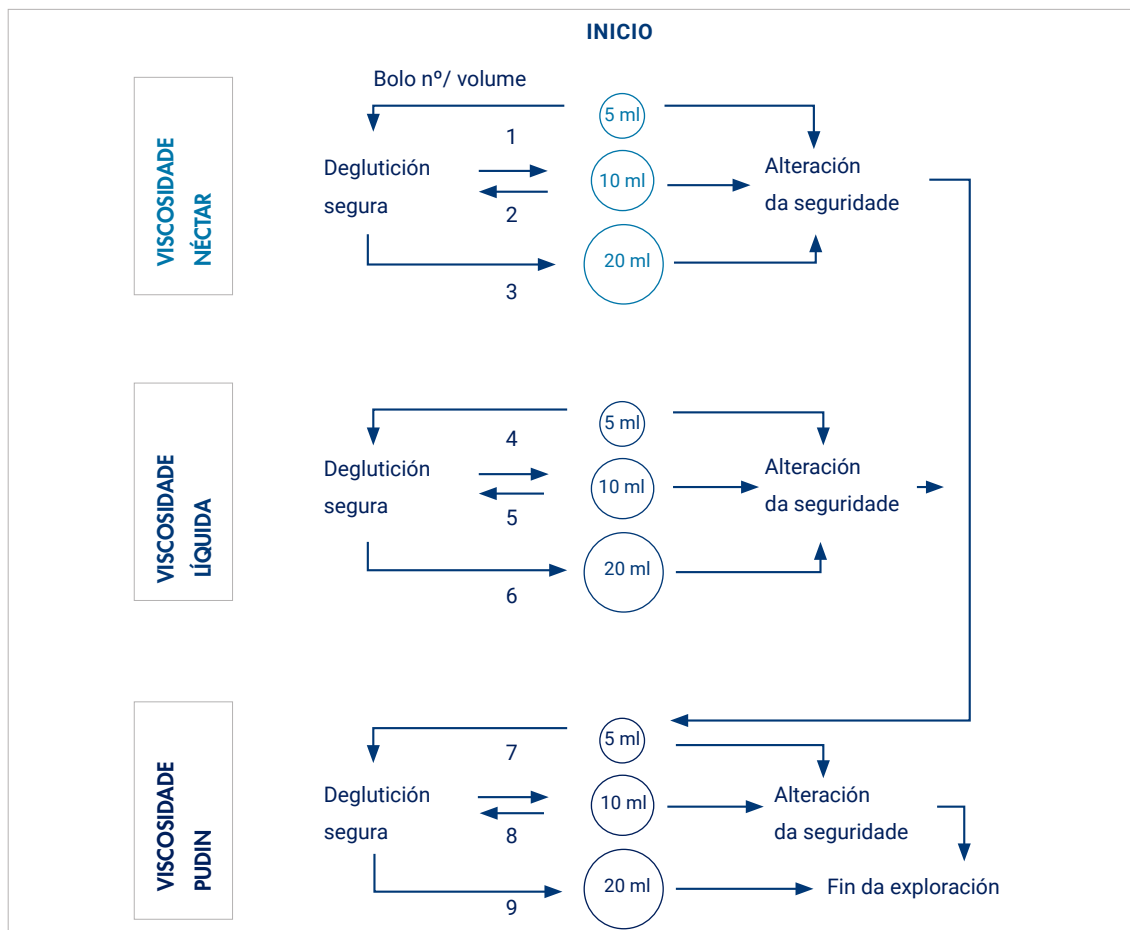 INICIO
Bolo nº/ volume
VISCOSIDADE
NÉCTAR
5 ml
1
Deglutición
segura
10 ml
Alteración
da seguridade
2
20 ml
3
VISCOSIDADE
LÍQUIDA
5 ml
4
Deglutición
segura
10 ml
Alteración
da seguridade
5
20 ml
6
VISCOSIDADE
PUDIN
5 ml
7
Deglutición
segura
10 ml
Alteración
da seguridade
8
20 ml
Fin da exploración
9